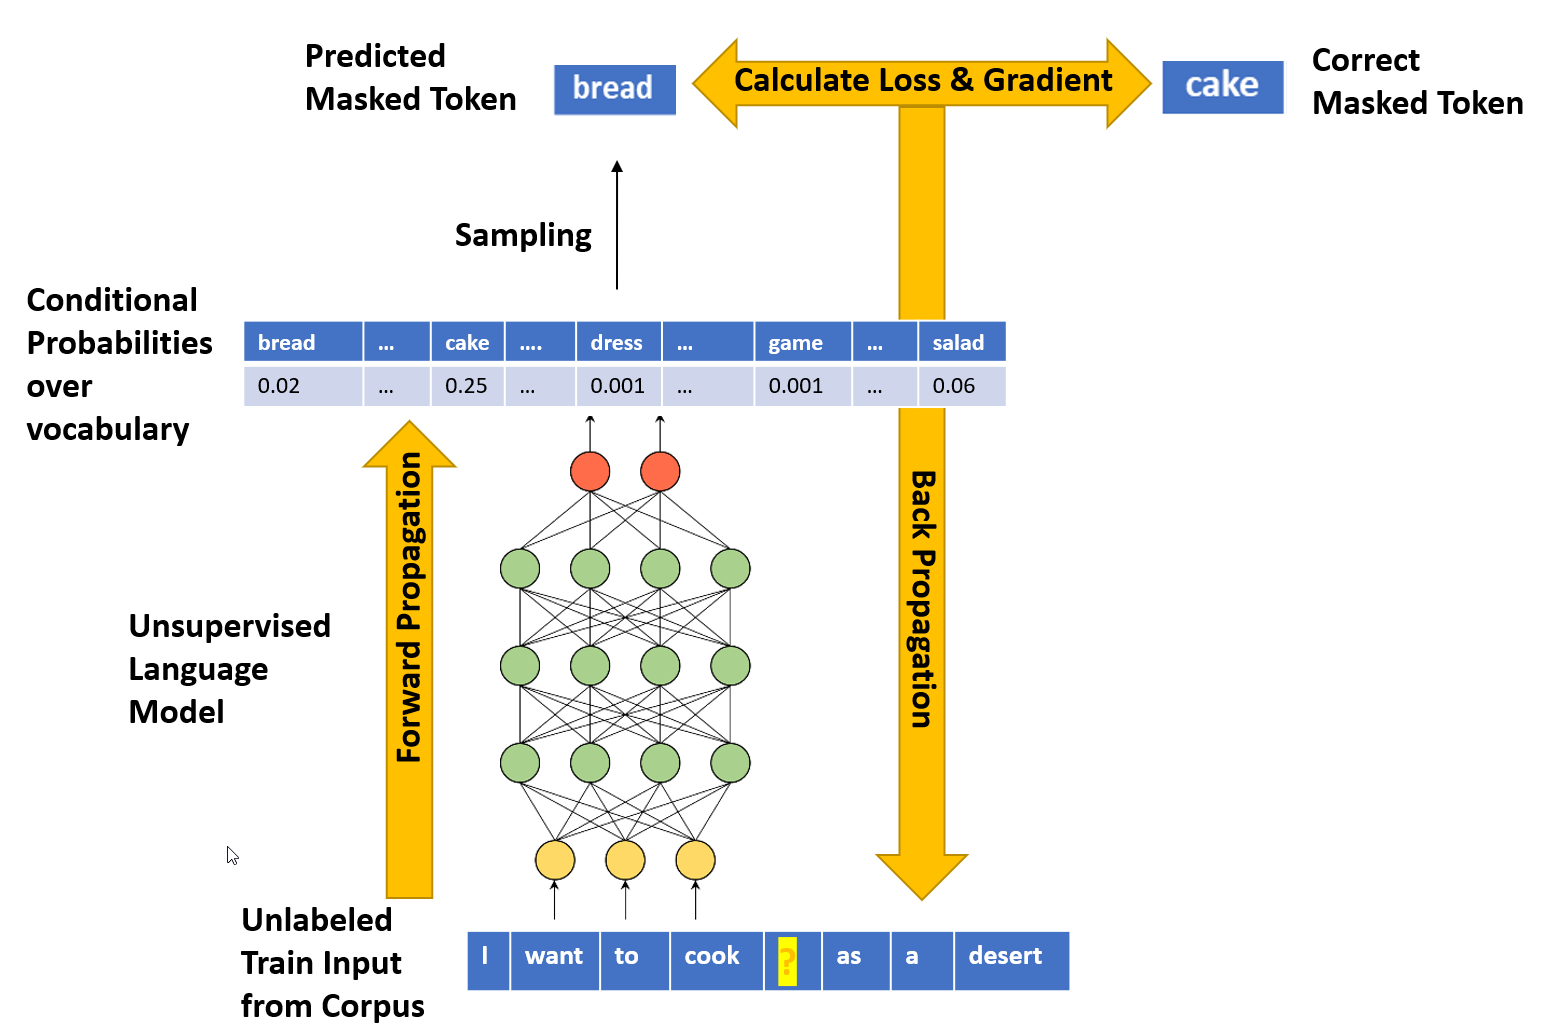 Predicted
Masked Token
bread
Calculate Loss & Gradient
cake
Correct
Masked Token
Sampling
Conditional
Probabilities
over
vocabulary
bread ... cake .... dress ... game ... salad
0.02 ... 0.25 ... 0.001 ... 0.001 ... 0.06
Forward Propagation
Back Propagation
Unsupervised
Language
Model
Unlabeled
Train Input
from Corpus
I want to cook ? as a desert